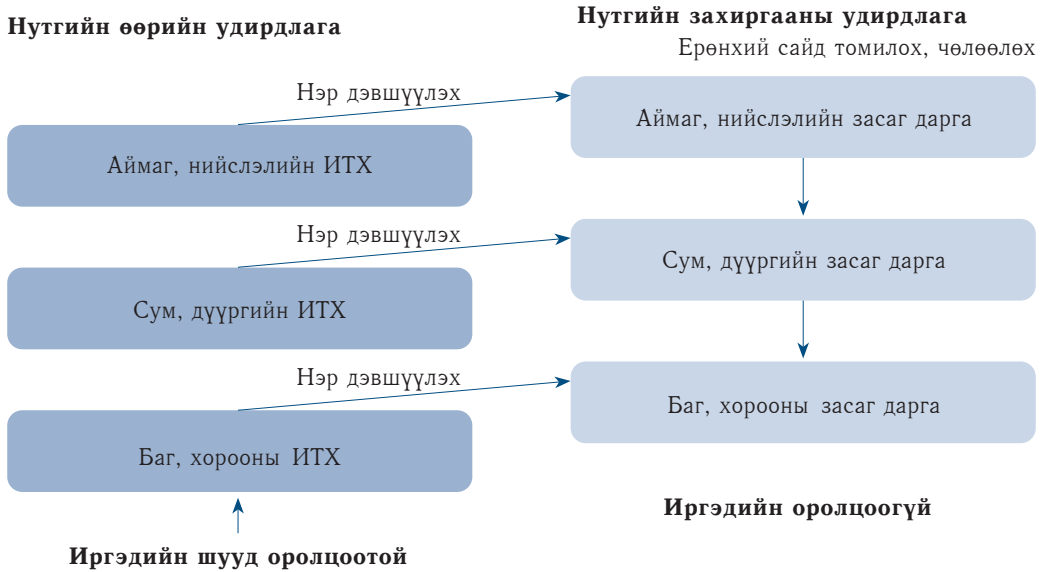 Нутгийн өөрийн удирдлага
Нутгийн захиргааны удирдлага
Ерөнхий сайд томилох, чөлөөлөх
Нэр дэвшүүлэх
Аймаг, нийслэлийн ИТХ
Аймаг, нийслэлийн засаг дарга
Нэр дэвшүүлэх
Сум, дүүргийн ИТХ
Сум, дүүргийн засаг дарга
Нэр дэвшүүлэх
Баг, хорооны ИТХ
Баг, хорооны засаг дарга
Иргэдийн шууд оролцоотой
Иргэдийн оролцоогүй